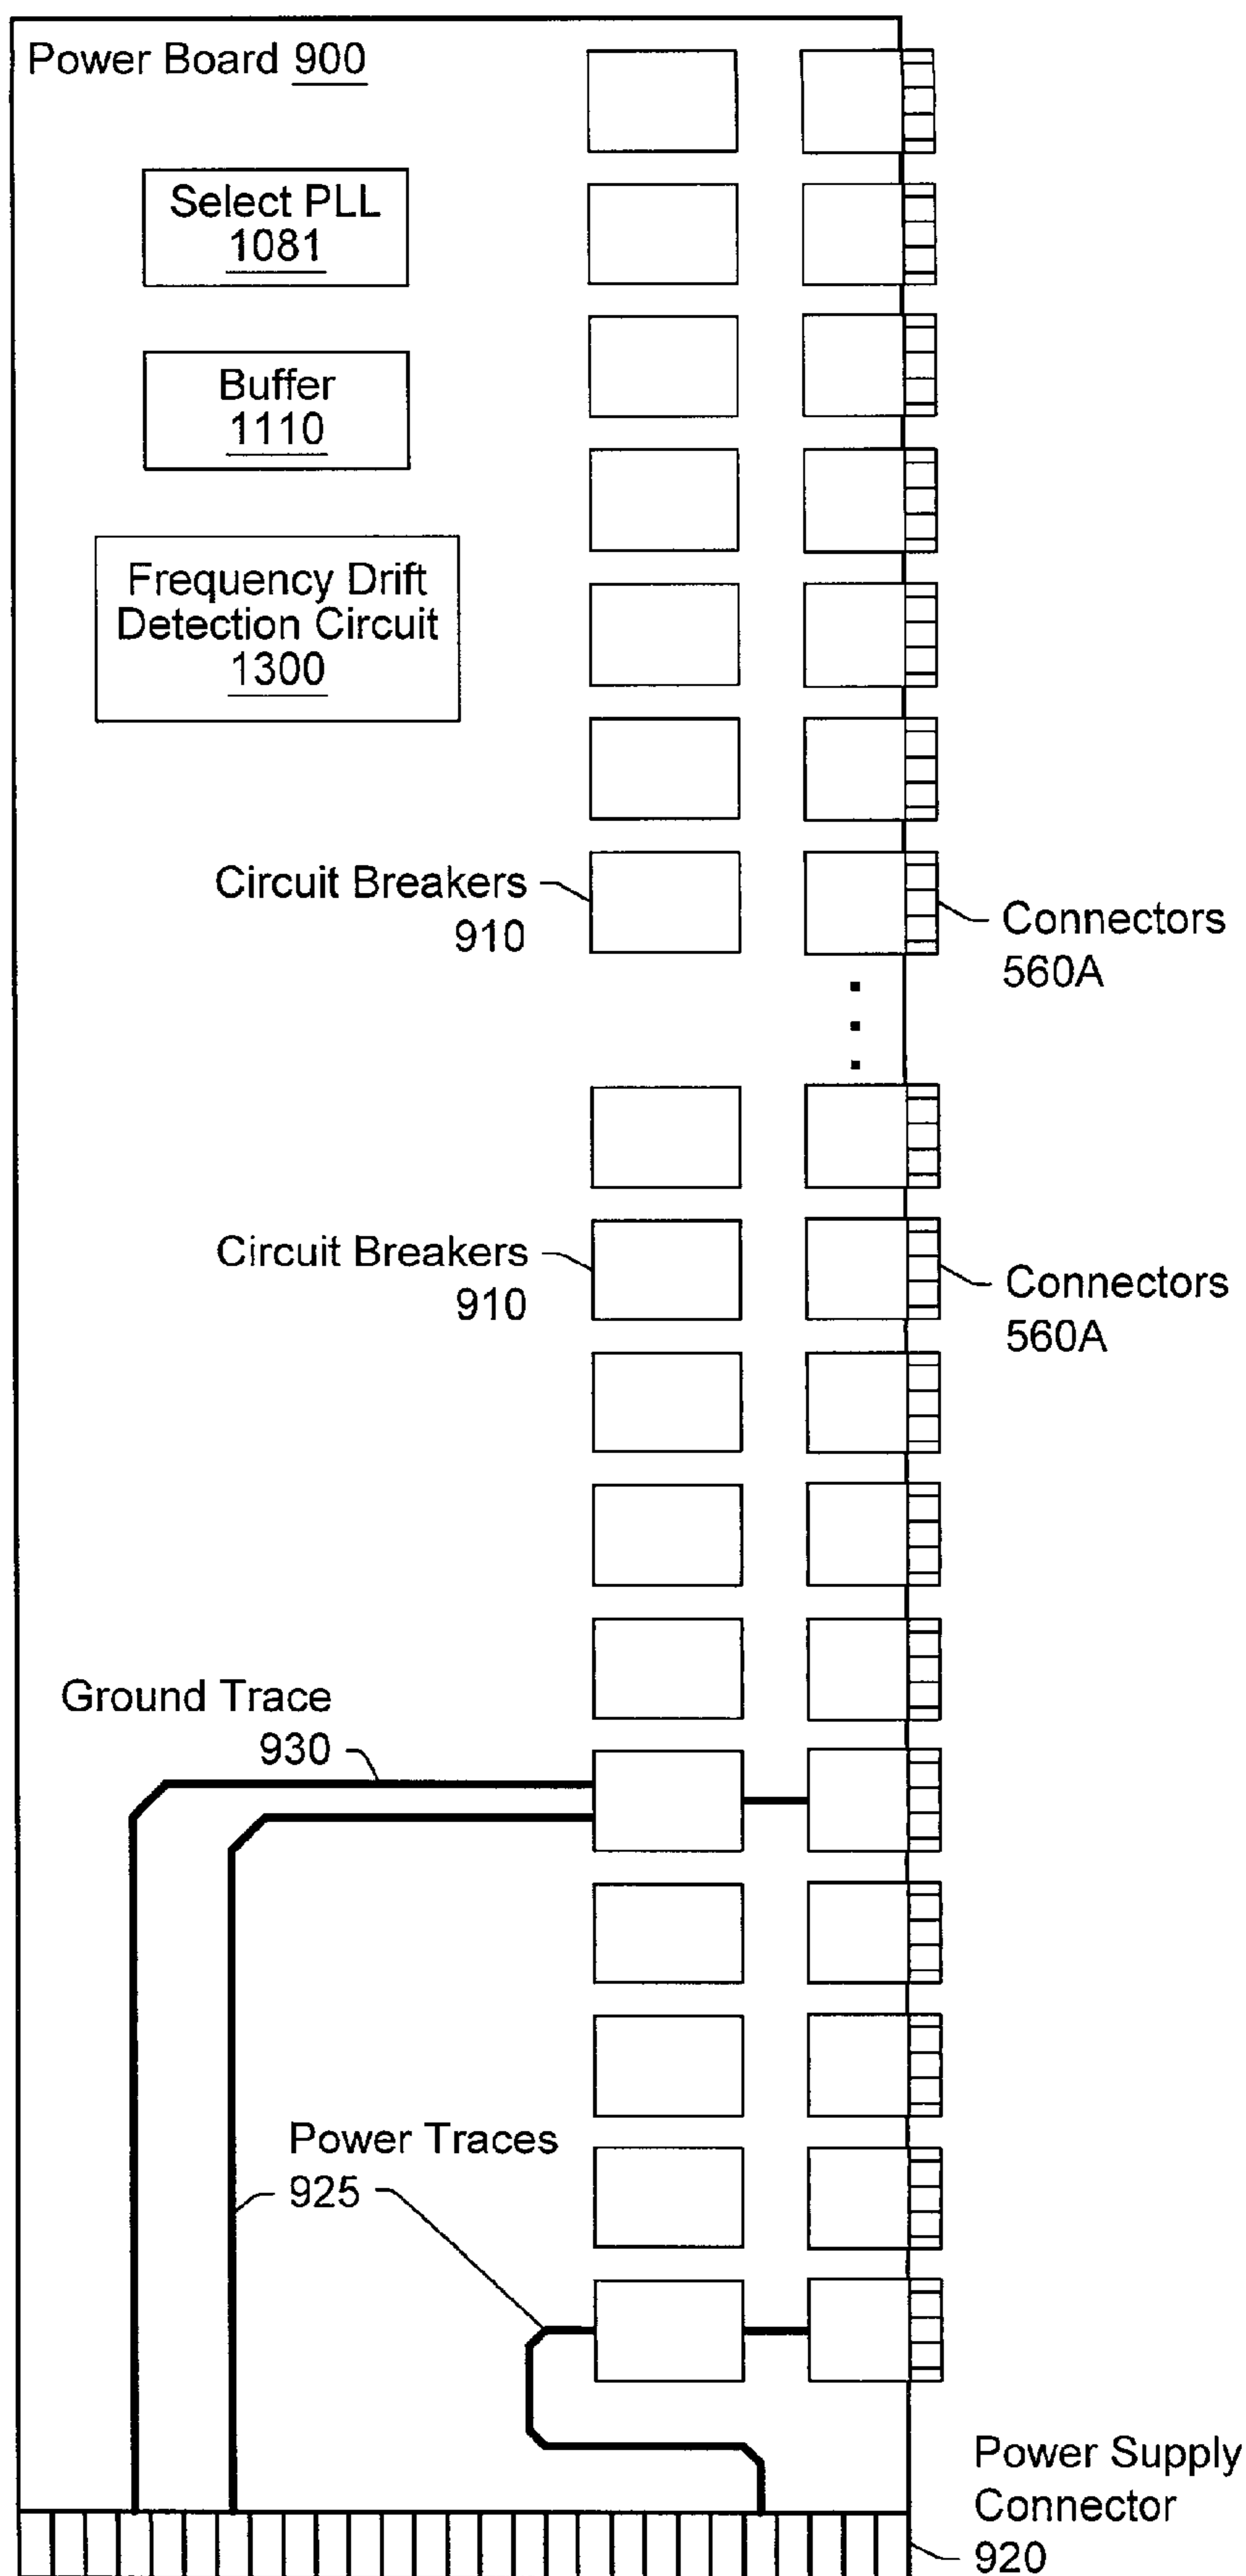 Power Board 900
Select PLL
1081
Buffer
1110
Frequency Drift
Detection Circuit
1300
Circuit Breakers
910
Connectors
560A
Circuit Breakers
910
Connectors
560A
Ground Trace
930
Power Traces
925
Power Supply
Connector
920